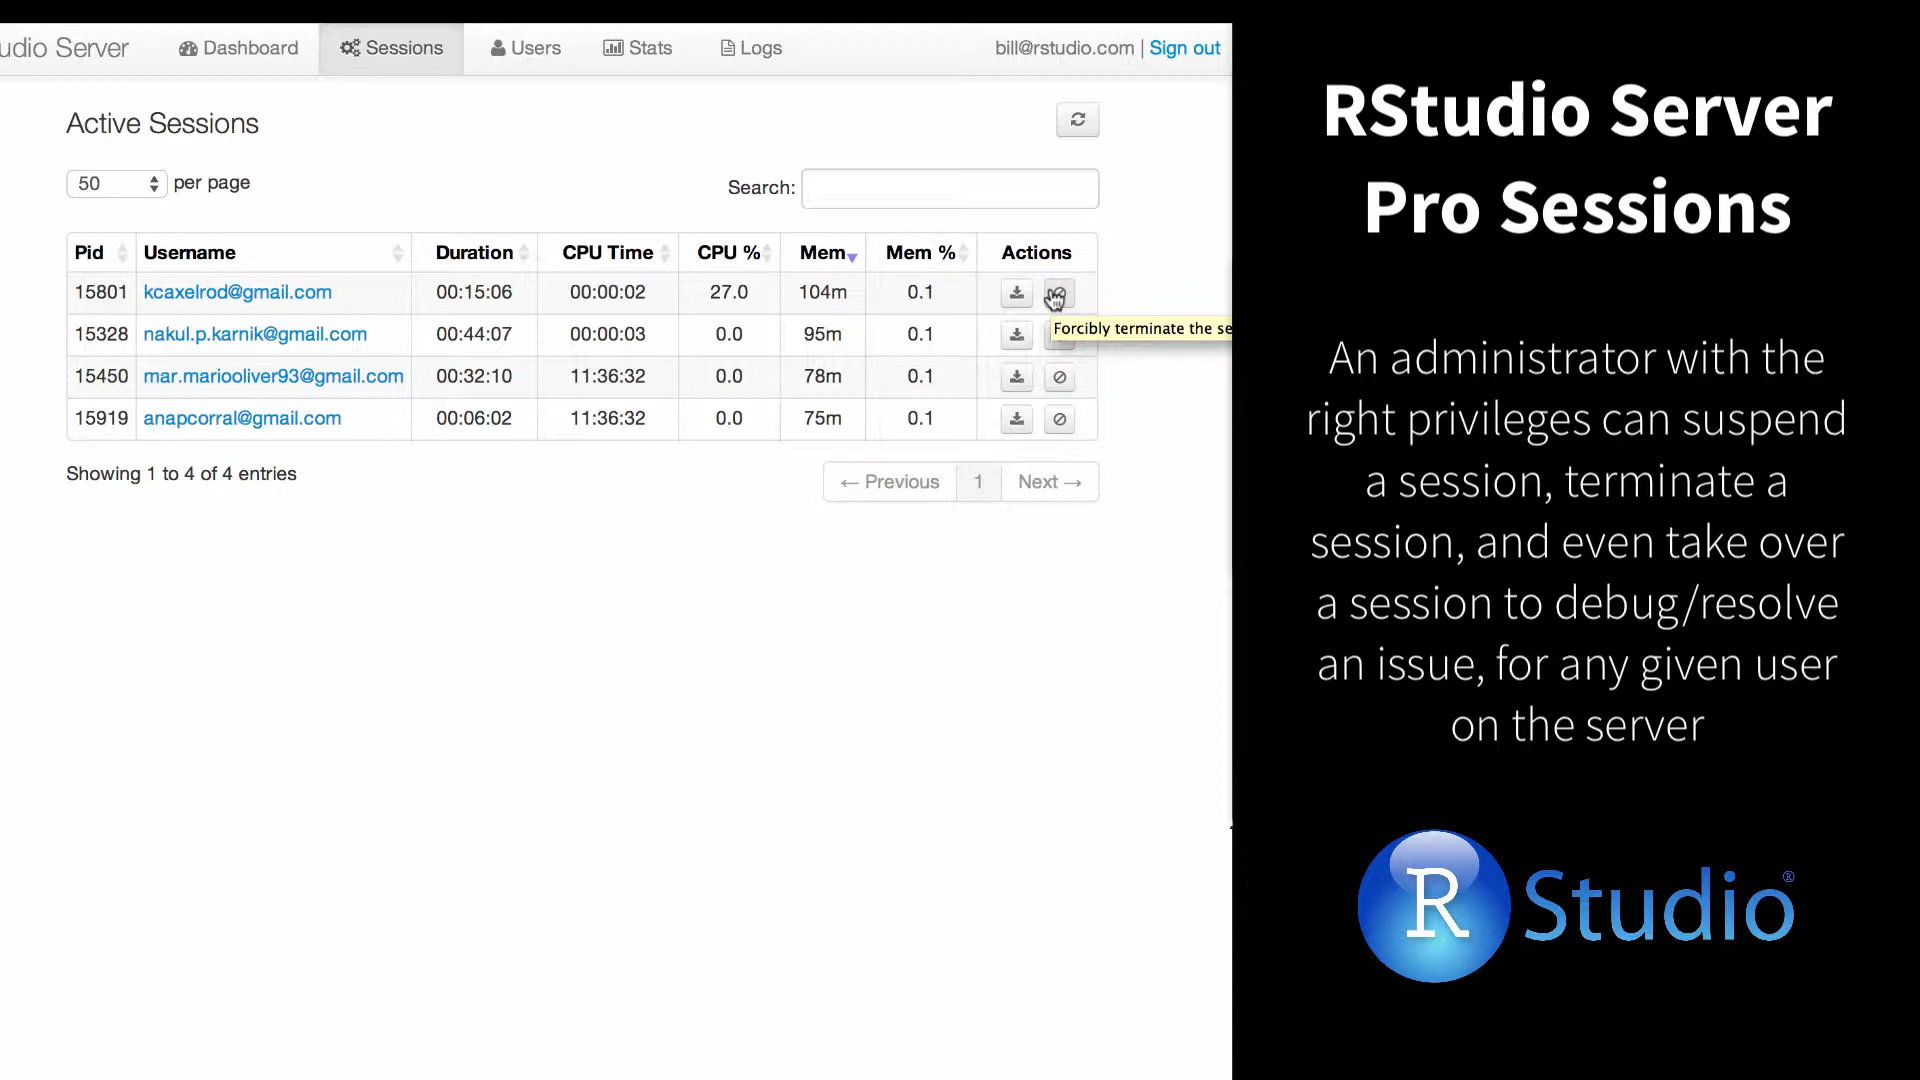 udio Server Dashboard Sessions Users Stats Logs bill@rstudio.com | Sign out
Active Sessions
50 per page Search:
Pid Username Duration CPU Time CPU % Mem Mem % Actions
15801 kcaxelrod@gmail.com 00:15:06 00:00:02 27.0 104m 0.1
15328 nakul.p.karnik@gmail.com 00:44:07 00:00:03 0.0 95m 0.1
Forcibly terminate the se
15450 mar.mariooliver93@gmail.com 00:32:10 11:36:32 0.0 78m 0.1
15919 anapcorral@gmail.com 00:06:02 11:36:32 0.0 75m 0.1
Showing 1 to 4 of 4 entries ← Previous 1 Next →
RStudio Server
Pro Sessions
An administrator with the
right privileges can suspend
a session, terminate a
session, and even take over
a session to debug/resolve
an issue, for any given user
on the server
R Studio®